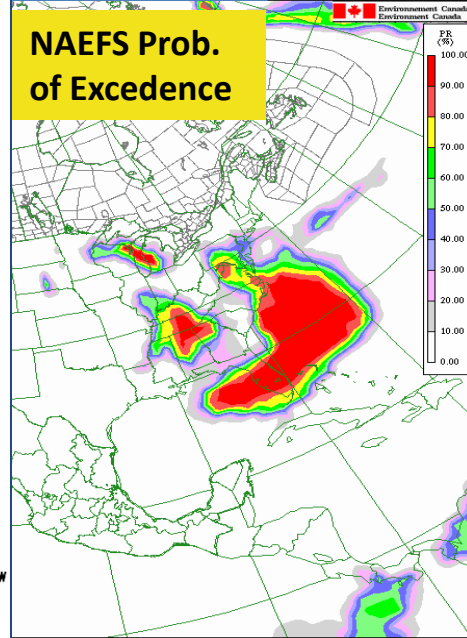 NAEFS Prob.
of Excedence
Environnement Canada
Environment Canada
PR
(%)
100.00
90.00
80.00
70.00
60.00
50.00
40.00
30.00
20.00
10.00
0.00
W